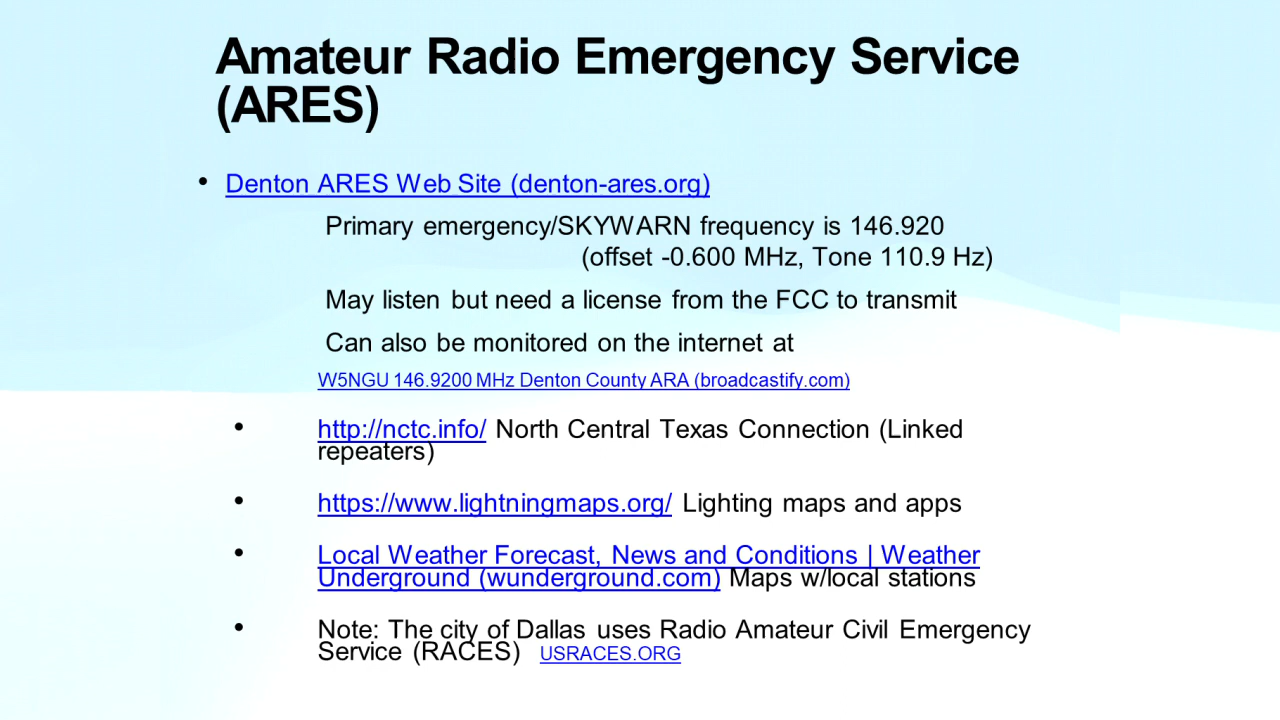 Amateur Radio Emergency Service
(ARES)
• Denton ARES Web Site (denton-ares.org)
Primary emergency/SKYWARN frequency is 146.920
(offset -0.600 MHz, Tone 110.9 Hz)
May listen but need a license from the FCC to transmit
Can also be monitored on the internet at
W5NGU 146.9200 MHz Denton County ARA (broadcastify.com)
• http://nctc.info/ North Central Texas Connection (Linked
repeaters)
• https://www.lightningmaps.org/ Lighting maps and apps
• Local Weather Forecast, News and Conditions | Weather
Underground (wunderground.com) Maps w/local stations
• Note: The city of Dallas uses Radio Amateur Civil Emergency
Service (RACES) USRACES.ORG